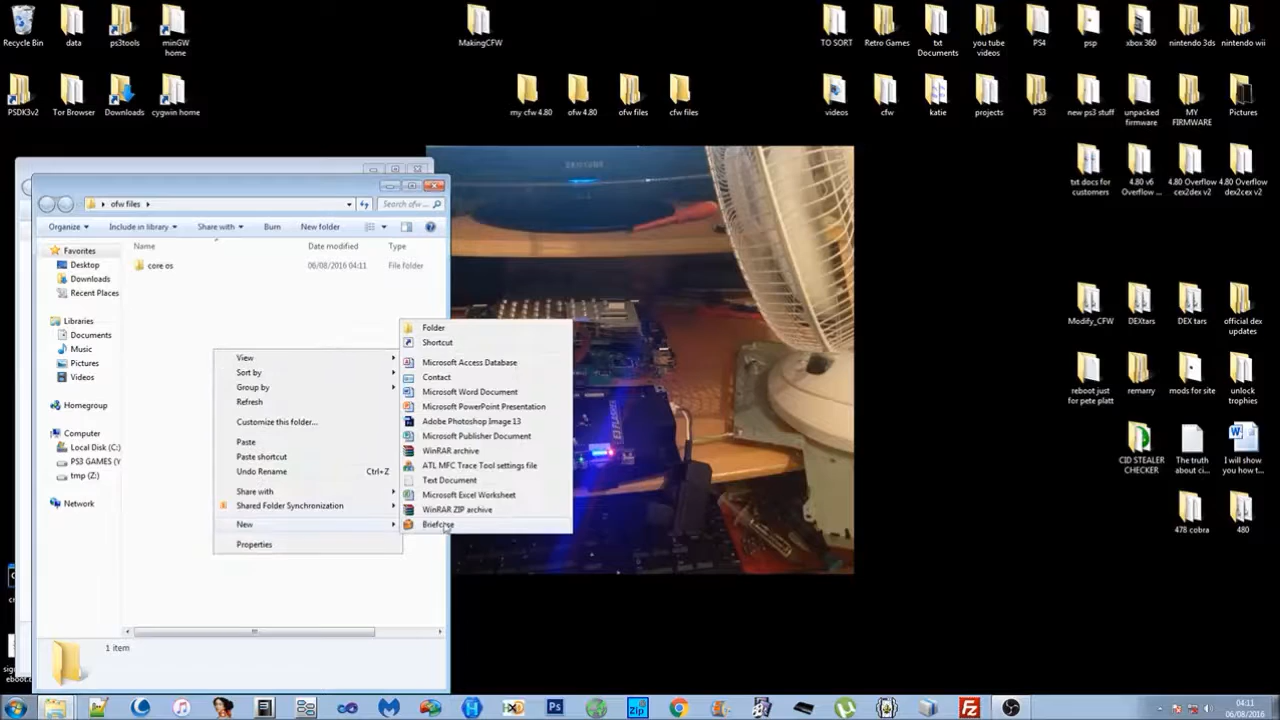 Recycle Bin
data
ps3tools
minGW
home
MakingCFW
TO SORT
Retro Games
txt
Documents
you tube
videos
PS4
psp
xbox 360
nintendo 3ds
nintendo wii
PSDK3v2
Tor Browser
Downloads
cygwin home
my cfw 4.80
ofw 4.80
ofw files
cfw files
videos
cfw
katie
projects
PS3
new ps3 stuff
unpacked
firmware
MY
FIRMWARE
Pictures
SAMSUNG
txt docs for
customers
4.80 v6
Overflow ...
4.80 Overflow
cex2dex v2
4.80 Overflow
dex2cex v2
ofw files
Search ofw ...
Organize
Include in library
Share with
Burn
New folder
Name
Date modified
Type
Favorites
Desktop
Downloads
Recent Places
core os
06/08/2016 04:11
File folder
Libraries
Documents
Music
Pictures
Videos
Homegroup
Computer
Local Disk (C:)
PS3 GAMES (Y
tmp (Z:)
Network
View
Sort by
Group by
Refresh
Customize this folder...
Paste
Paste shortcut
Undo Rename
Ctrl+Z
Share with
Shared Folder Synchronization
New
Properties
Folder
Shortcut
Microsoft Access Database
Contact
Microsoft Word Document
Microsoft PowerPoint Presentation
Adobe Photoshop Image 13
Microsoft Publisher Document
WinRAR archive
ATL MFC Trace Tool settings file
Text Document
Microsoft Excel Worksheet
WinRAR ZIP archive
Briefcase
E3 FLASHER
Modify_CFW
DEXtars
DEX tars
official dex
updates
reboot just
for pete platt
remarry
mods for site
unlock
trophies
CID STEALER
CHECKER
The truth
about ci...
I will show
you how t...
478 cobra
480
1 item
04:11
06/08/2016